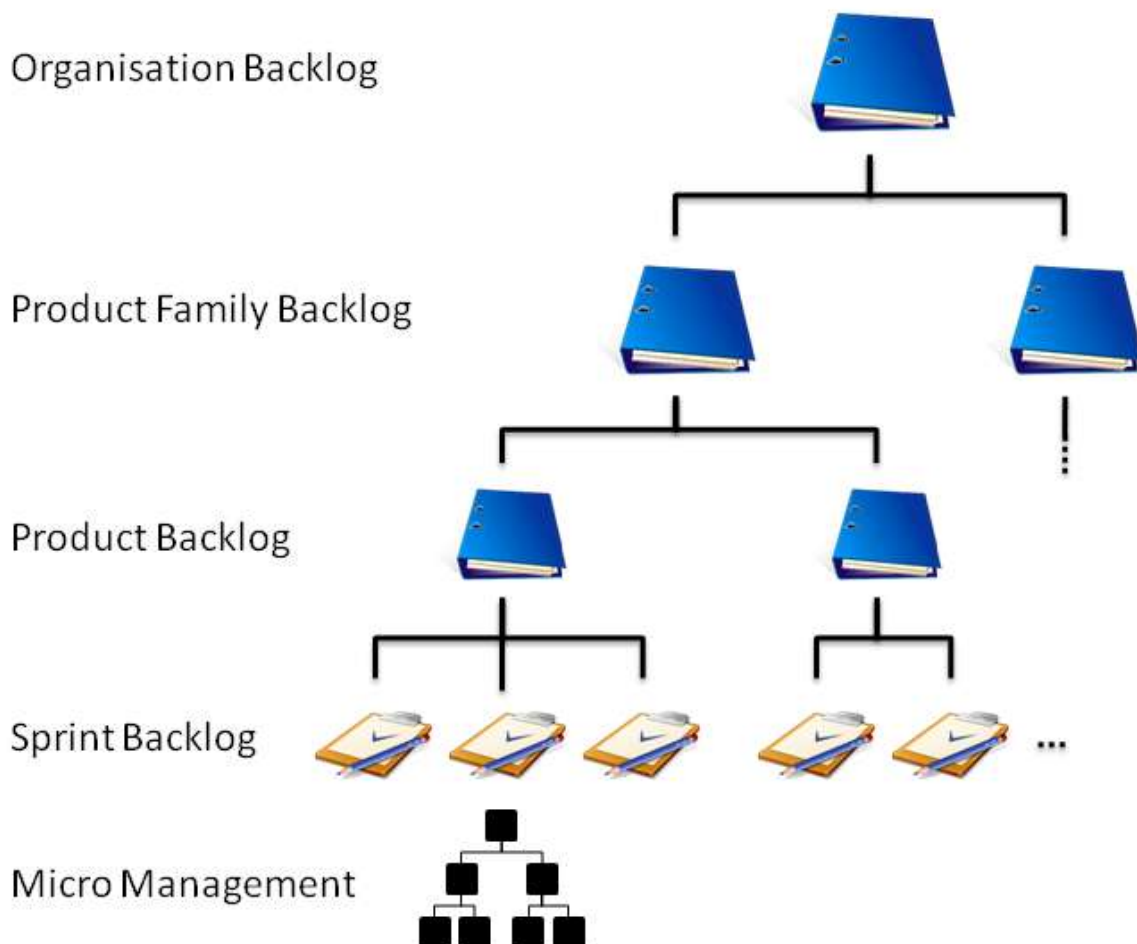 Organisation Backlog
Product Family Backlog
Product Backlog
Sprint Backlog
...
Micro Management